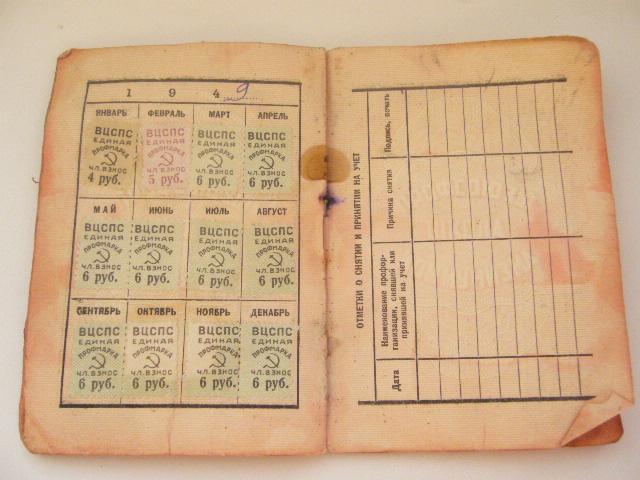 1 9 4 9
ЯНВАРЬ ФЕВРАЛЬ МАРТ АПРЕЛЬ
ВЦСПС ВЦСПС ВЦСПС ВЦСПС
ЕДИНАЯ ЕДИНАЯ ЕДИНАЯ ЕДИНАЯ
ПРОФМАРКА ПРОФМАРКА ПРОФМАРКА ПРОФМАРКА
ЧЛ. ВЗНОС ЧЛ. ВЗНОС ЧЛ. ВЗНОС ЧЛ. ВЗНОС
4 руб. 5 руб. 6 руб. 6 руб.
МАЙ ИЮНЬ ИЮЛЬ АВГУСТ
ВЦСПС ВЦСПС ВЦСПС ВЦСПС
ЕДИНАЯ ЕДИНАЯ ЕДИНАЯ ЕДИНАЯ
ПРОФМАРКА ПРОФМАРКА ПРОФМАРКА ПРОФМАРКА
ЧЛ. ВЗНОС ЧЛ. ВЗНОС ЧЛ. ВЗНОС ЧЛ. ВЗНОС
6 руб. 6 руб. 6 руб. 6 руб.
СЕНТЯБРЬ ОКТЯБРЬ НОЯБРЬ ДЕКАБРЬ
ВЦСПС ВЦСПС ВЦСПС ВЦСПС
ЕДИНАЯ ЕДИНАЯ ЕДИНАЯ ЕДИНАЯ
ПРОФМАРКА ПРОФМАРКА ПРОФМАРКА ПРОФМАРКА
ЧЛ. ВЗНОС ЧЛ. ВЗНОС ЧЛ. ВЗНОС ЧЛ. ВЗНОС
6 руб. 6 руб. 6 руб. 6 руб.
ОТМЕТКИ О СНЯТИИ И ПРИНЯТИИ НА УЧЕТ
Дата
Наименование профор-
ганизации, снявшей или
принявшей на учет
Причина снятия
Подпись, печать